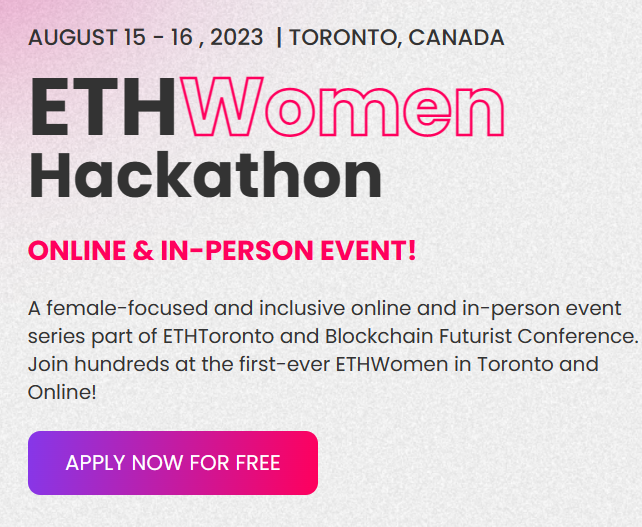 AUGUST 15 - 16 , 2023 | TORONTO, CANADA
ETHWomen
Hackathon
ONLINE & IN-PERSON EVENT!
A female-focused and inclusive online and in-person event
series part of ETHToronto and Blockchain Futurist Conference.
Join hundreds at the first-ever ETHWomen in Toronto and
Online!
APPLY NOW FOR FREE